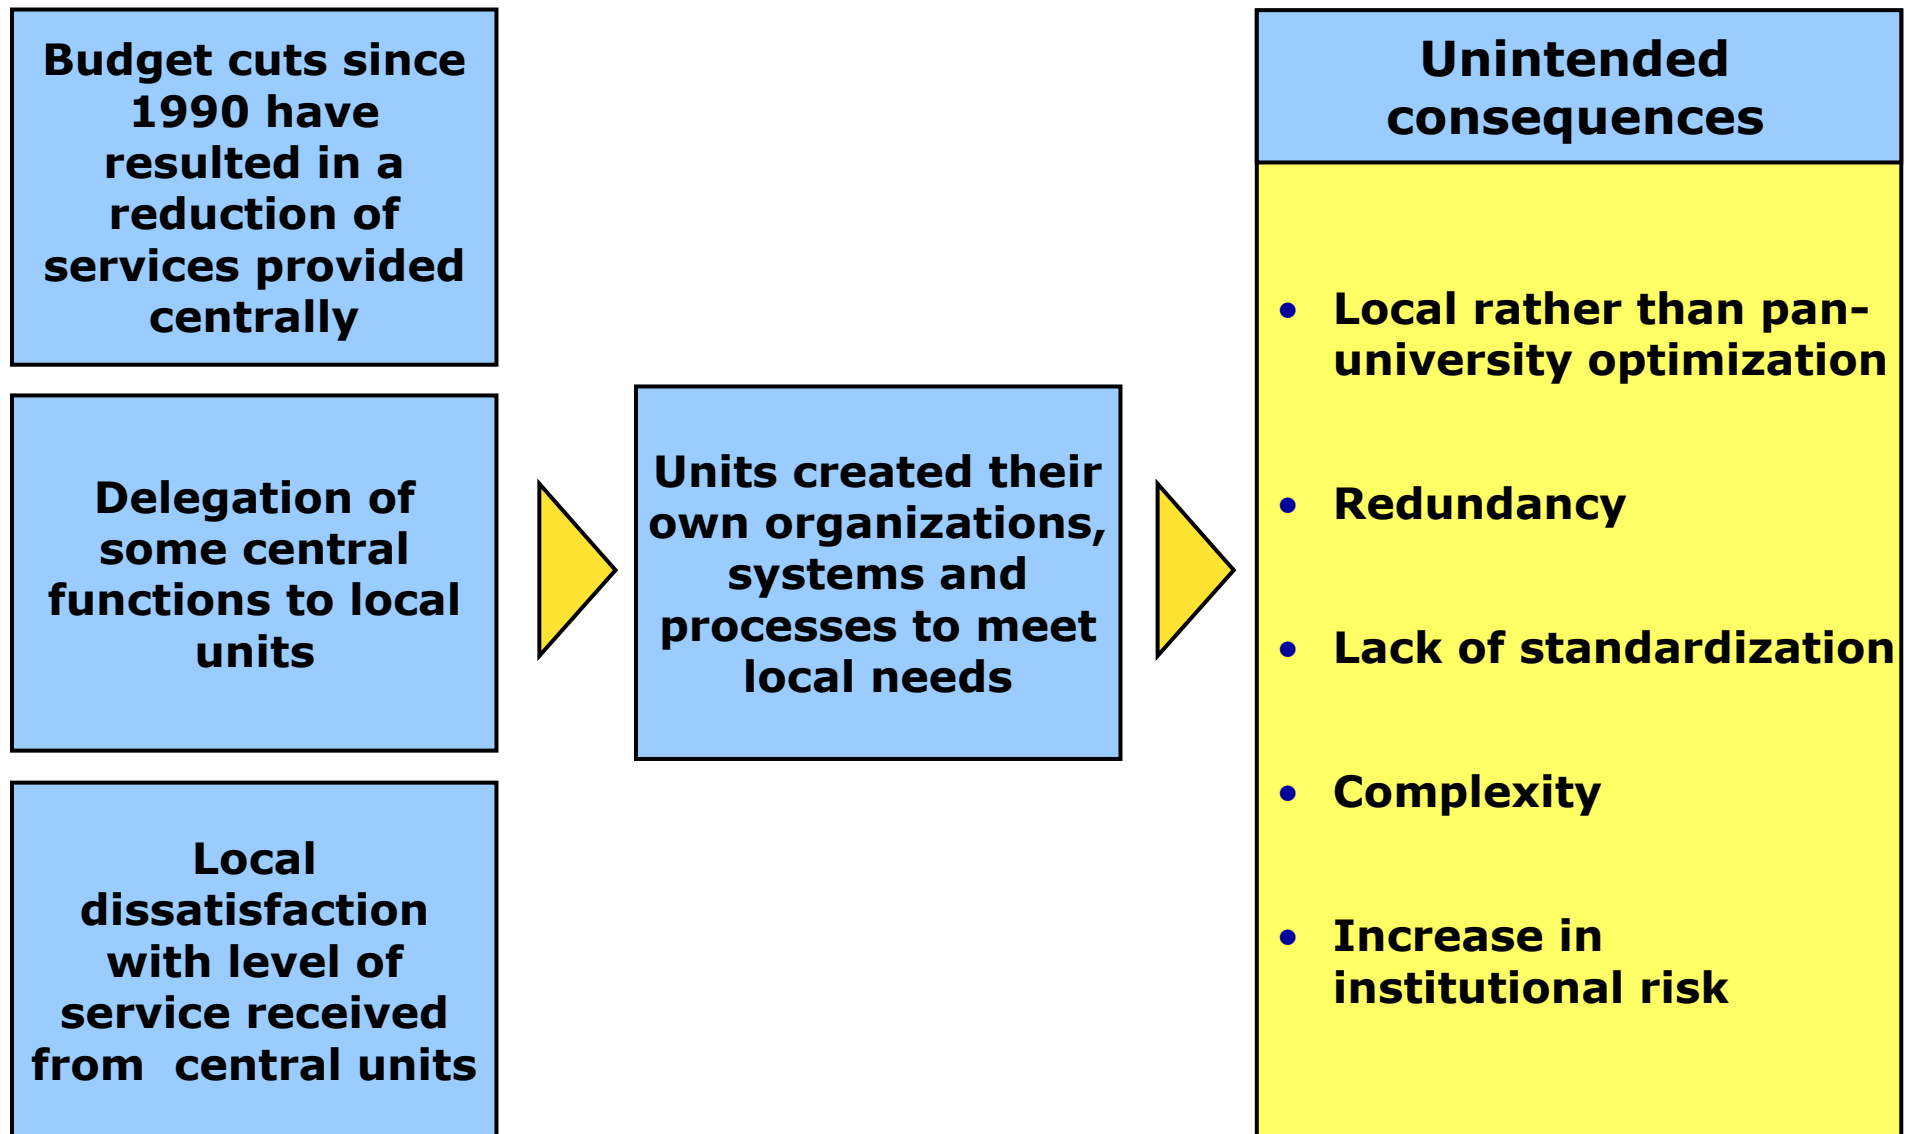 Budget cuts since
1990 have
resulted in a
reduction of
services provided
centrally
Delegation of
some central
functions to local
units
Local
dissatisfaction
with level of
service received
from  central units
Units created their
own organizations,
systems and
processes to meet
local needs
Unintended
consequences
• Local rather than pan-
university optimization
• Redundancy
• Lack of standardization
• Complexity
• Increase in
institutional risk